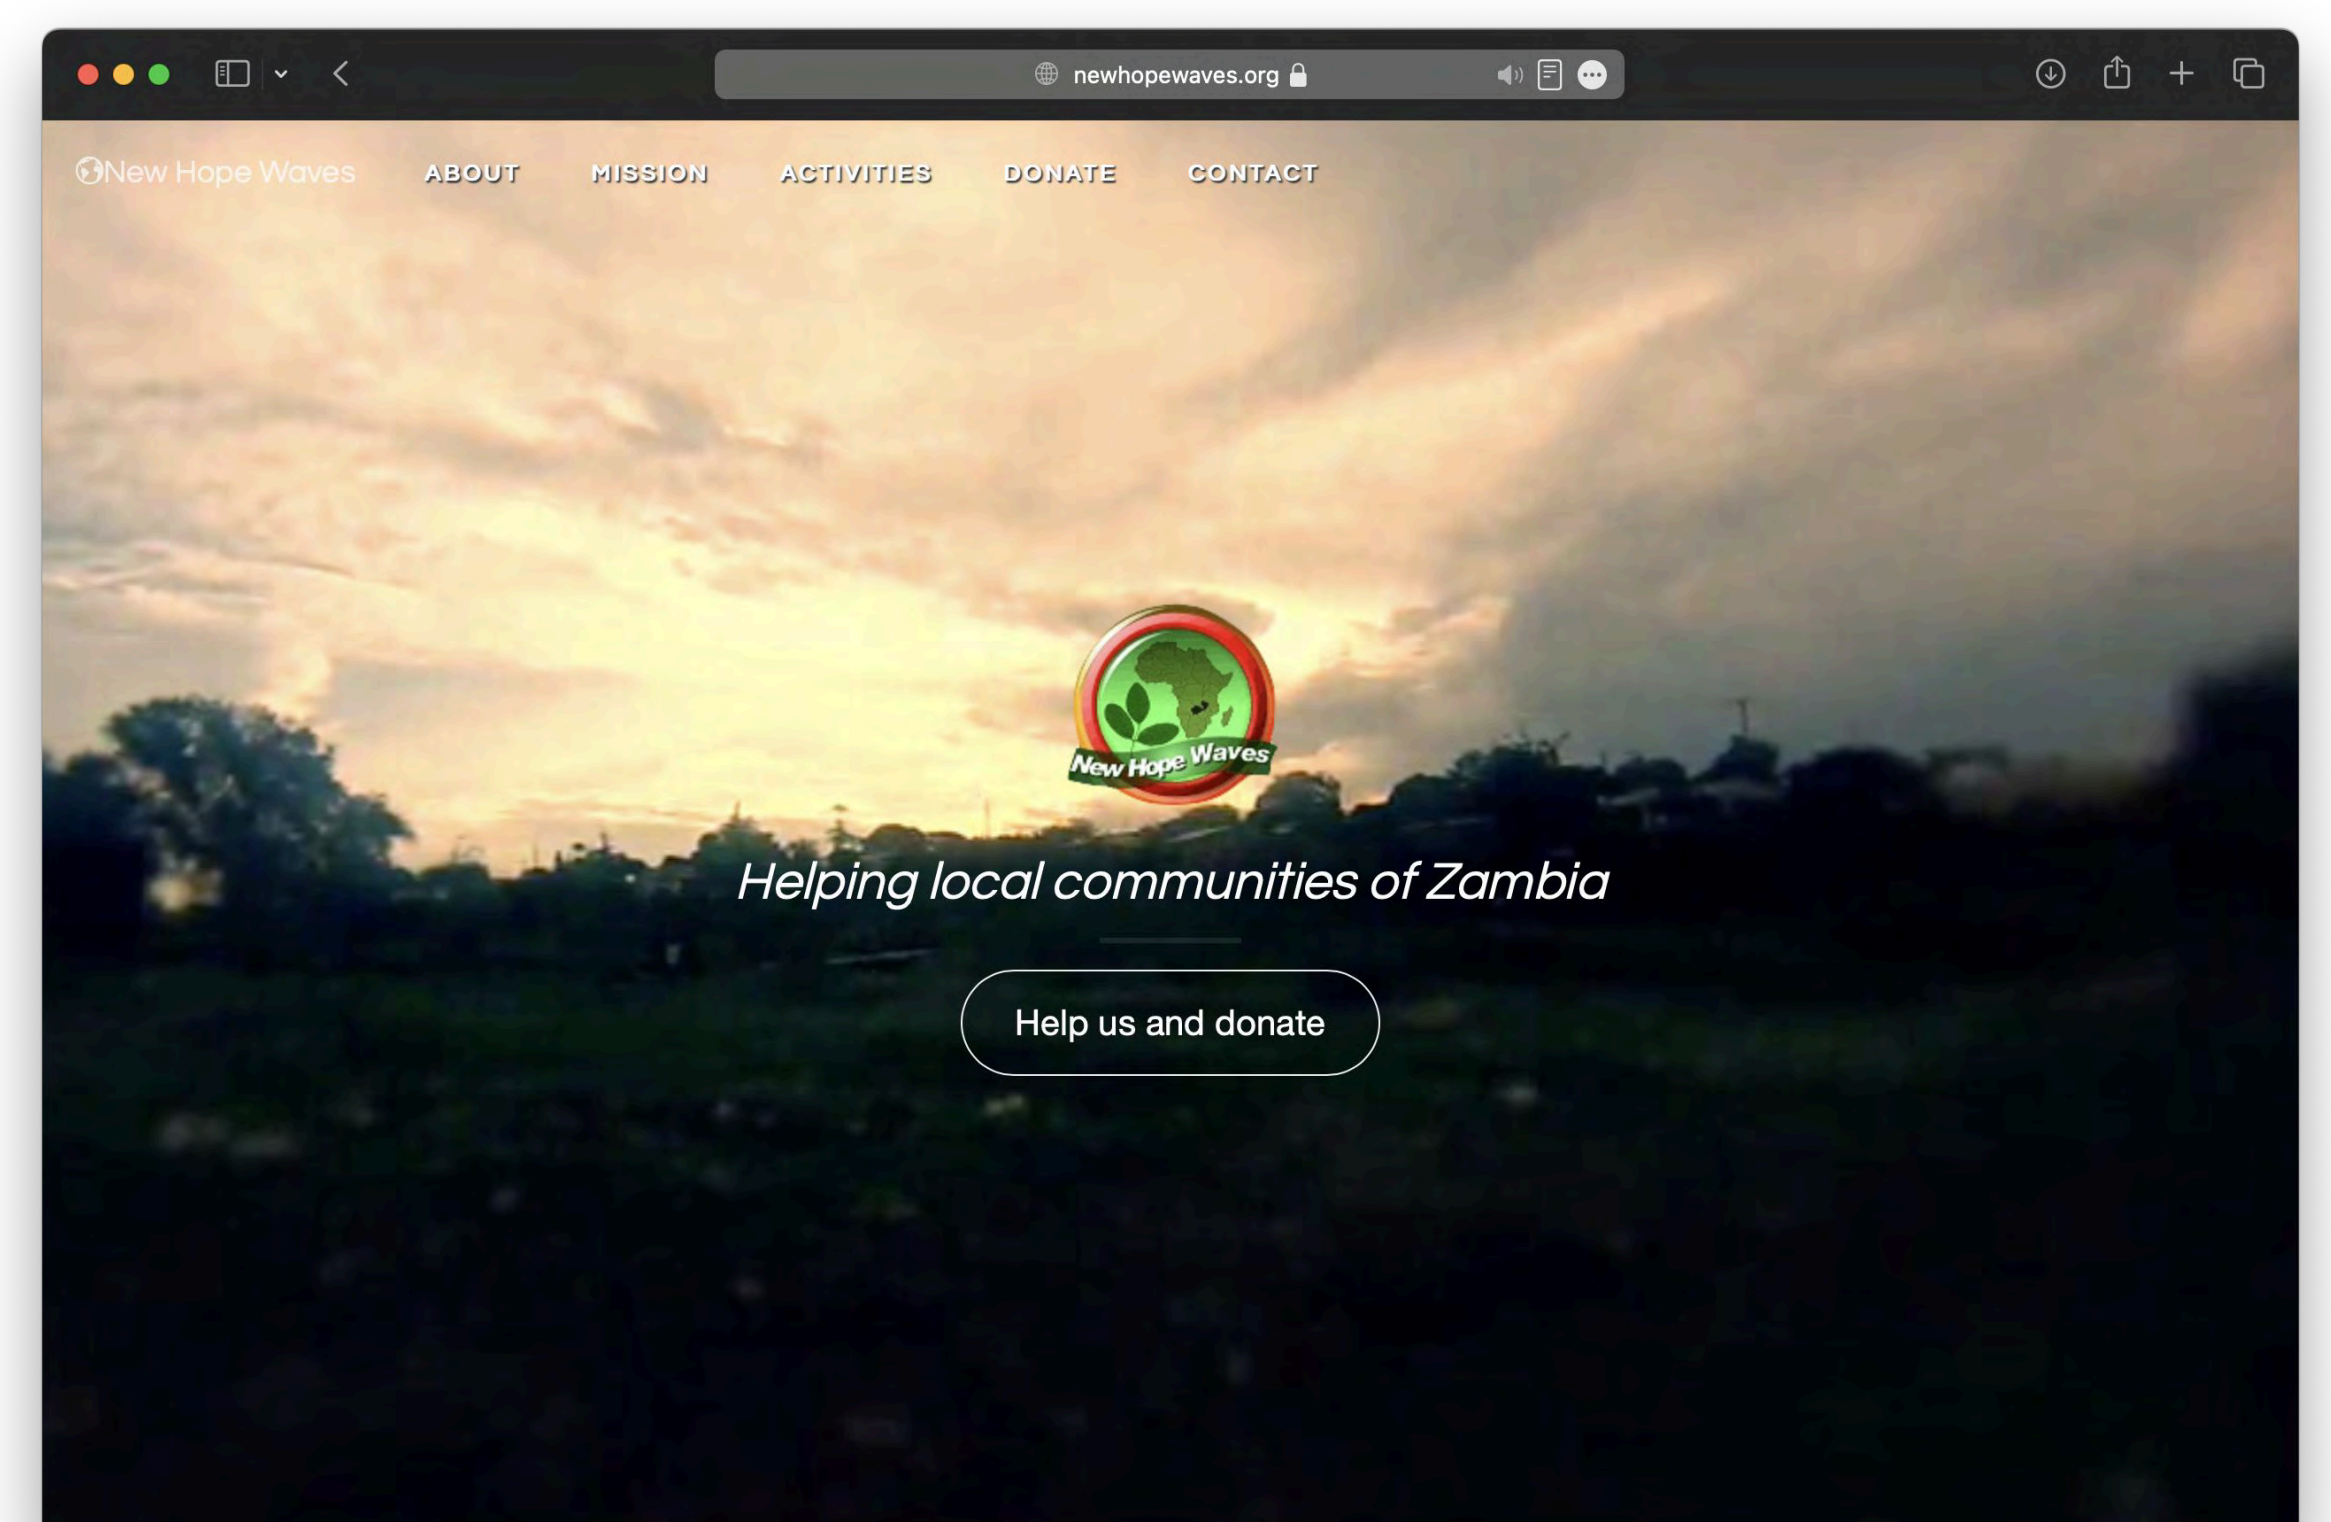 newhopewaves.org
New Hope Waves
ABOUT
MISSION
ACTIVITIES
DONATE
CONTACT
New Hope Waves
Helping local communities of Zambia
Help us and donate